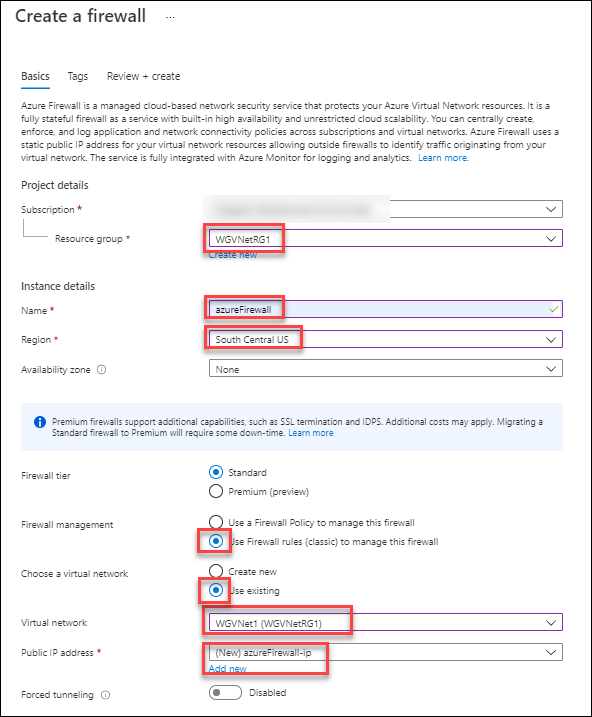 Create a firewall ...
Basics Tags Review + create
Azure Firewall is a managed cloud-based network security service that protects your Azure Virtual Network resources. It is a
fully stateful firewall as a service with built-in high availability and unrestricted cloud scalability. You can centrally create,
enforce, and log application and network connectivity policies across subscriptions and virtual networks. Azure Firewall uses a
static public IP address for your virtual network resources allowing outside firewalls to identify traffic originating from your
virtual network. The service is fully integrated with Azure Monitor for logging and analytics. Learn more.
Project details
Subscription *
Resource group * WGVNetRG1
Create new
Instance details
Name * azureFirewall
Region * South Central US
Availability zone None
Premium firewalls support additional capabilities, such as SSL termination and IDPS. Additional costs may apply. Migrating a
Standard firewall to Premium will require some down-time. Learn more
Firewall tier Standard
Premium (preview)
Firewall management Use a Firewall Policy to manage this firewall
Use Firewall rules (classic) to manage this firewall
Choose a virtual network Create new
Use existing
Virtual network WGVNet1 (WGVNetRG1)
Public IP address * (New) azureFirewall-ip
Add new
Forced tunneling Disabled